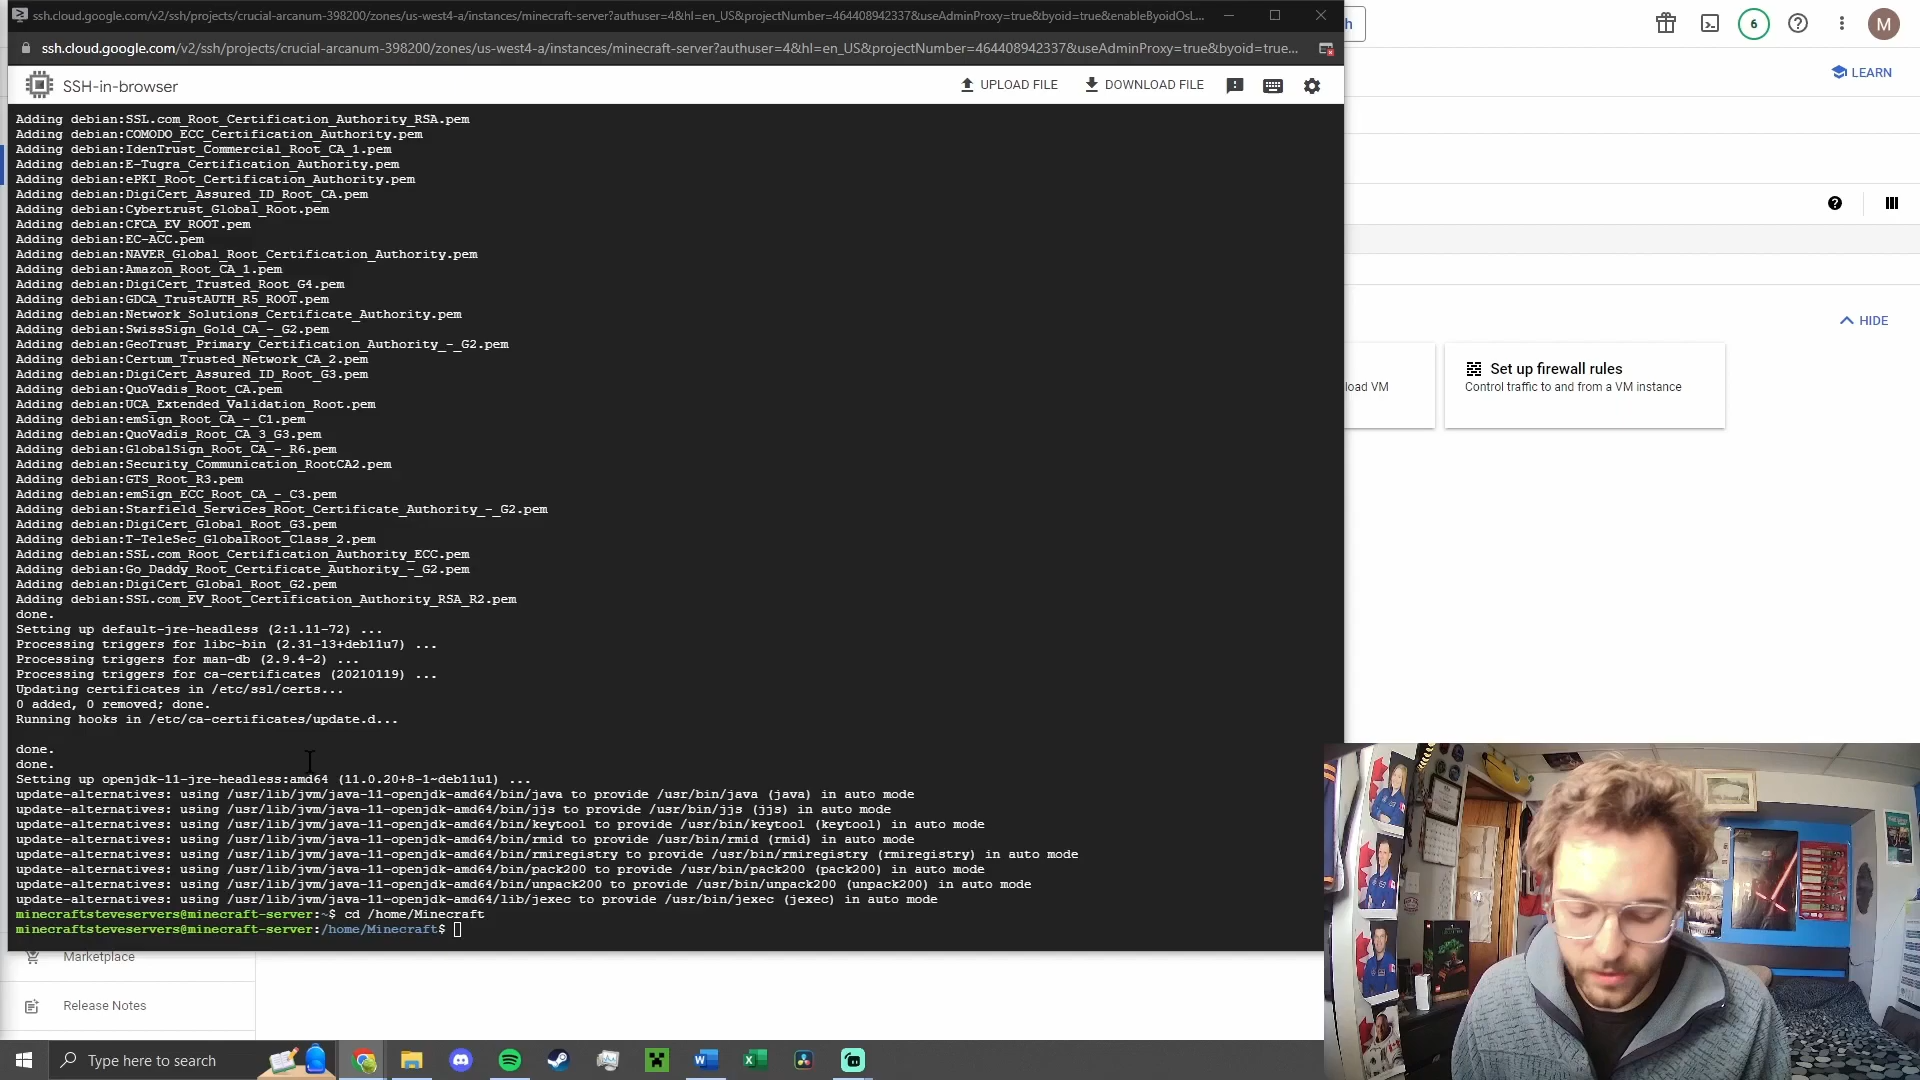 ssh.cloud.google.com/v2/ssh/projects/crucial-arcanum-398200/zones/us-west4-a/instances/minecraft-server?authuser=4&hl=en_US&projectNumber=464408942337&useAdminProxy=true&byoid=true&enableByoidOsL...
ssh.cloud.google.com/v2/ssh/projects/crucial-arcanum-398200/zones/us-west4-a/instances/minecraft-server?authuser=4&hl=en_US&projectNumber=464408942337&useAdminProxy=true&byoid=true...
h
6
M
SSH-in-browser
UPLOAD FILE
DOWNLOAD FILE
LEARN
Adding debian:SSL.com_Root_Certification_Authority_RSA.pem
Adding debian:COMODO_ECC_Certification_Authority.pem
Adding debian:IdenTrust_Commercial_Root_CA_1.pem
Adding debian:E-Tugra_Certification_Authority.pem
Adding debian:ePKI_Root_Certification_Authority.pem
Adding debian:DigiCert_Assured_ID_Root_CA.pem
Adding debian:Cybertrust_Global_Root.pem
Adding debian:CFCA_EV_ROOT.pem
Adding debian:EC-ACC.pem
Adding debian:NAVER_Global_Root_Certification_Authority.pem
Adding debian:Amazon_Root_CA_1.pem
Adding debian:DigiCert_Trusted_Root_G4.pem
Adding debian:GDCA_TrustAUTH_R5_ROOT.pem
Adding debian:Network_Solutions_Certificate_Authority.pem
Adding debian:SwissSign_Gold_CA_-_G2.pem
Adding debian:GeoTrust_Primary_Certification_Authority_-_G2.pem
Adding debian:Certum_Trusted_Network_CA_2.pem
Adding debian:DigiCert_Assured_ID_Root_G3.pem
Adding debian:QuoVadis_Root_CA.pem
Adding debian:UCA_Extended_Validation_Root.pem
Adding debian:emSign_Root_CA_-_C1.pem
Adding debian:QuoVadis_Root_CA_3_G3.pem
Adding debian:GlobalSign_Root_CA_-_R6.pem
Adding debian:Security_Communication_RootCA2.pem
Adding debian:GTS_Root_R3.pem
Adding debian:emSign_ECC_Root_CA_-_C3.pem
Adding debian:Starfield_Services_Root_Certificate_Authority_-_G2.pem
Adding debian:DigiCert_Global_Root_G3.pem
Adding debian:T-TeleSec_GlobalRoot_Class_2.pem
Adding debian:SSL.com_Root_Certification_Authority_ECC.pem
Adding debian:Go_Daddy_Root_Certificate_Authority_-_G2.pem
Adding debian:DigiCert_Global_Root_G2.pem
Adding debian:SSL.com_EV_Root_Certification_Authority_RSA_R2.pem
done.
Setting up default-jre-headless (2:1.11-72) ...
Processing triggers for libc-bin (2.31-13+deb11u7) ...
Processing triggers for man-db (2.9.4-2) ...
Processing triggers for ca-certificates (20210119) ...
Updating certificates in /etc/ssl/certs...
0 added, 0 removed; done.
Running hooks in /etc/ca-certificates/update.d...
done.
done.
Setting up openjdk-11-jre-headless:amd64 (11.0.20+8-1~deb11u1) ...
update-alternatives: using /usr/lib/jvm/java-11-openjdk-amd64/bin/java to provide /usr/bin/java (java) in auto mode
update-alternatives: using /usr/lib/jvm/java-11-openjdk-amd64/bin/jjs to provide /usr/bin/jjs (jjs) in auto mode
update-alternatives: using /usr/lib/jvm/java-11-openjdk-amd64/bin/keytool to provide /usr/bin/keytool (keytool) in auto mode
update-alternatives: using /usr/lib/jvm/java-11-openjdk-amd64/bin/rmid to provide /usr/bin/rmid (rmid) in auto mode
update-alternatives: using /usr/lib/jvm/java-11-openjdk-amd64/bin/rmiregistry to provide /usr/bin/rmiregistry (rmiregistry) in auto mode
update-alternatives: using /usr/lib/jvm/java-11-openjdk-amd64/bin/pack200 to provide /usr/bin/pack200 (pack200) in auto mode
update-alternatives: using /usr/lib/jvm/java-11-openjdk-amd64/bin/unpack200 to provide /usr/bin/unpack200 (unpack200) in auto mode
update-alternatives: using /usr/lib/jvm/java-11-openjdk-amd64/lib/jexec to provide /usr/bin/jexec (jexec) in auto mode
minecraftsteveservers@minecraft-server:~$ cd /home/Minecraft
minecraftsteveservers@minecraft-server:/home/Minecraft$
HIDE
load VM
Set up firewall rules
Control traffic to and from a VM instance
Marketplace
Release Notes
Type here to search